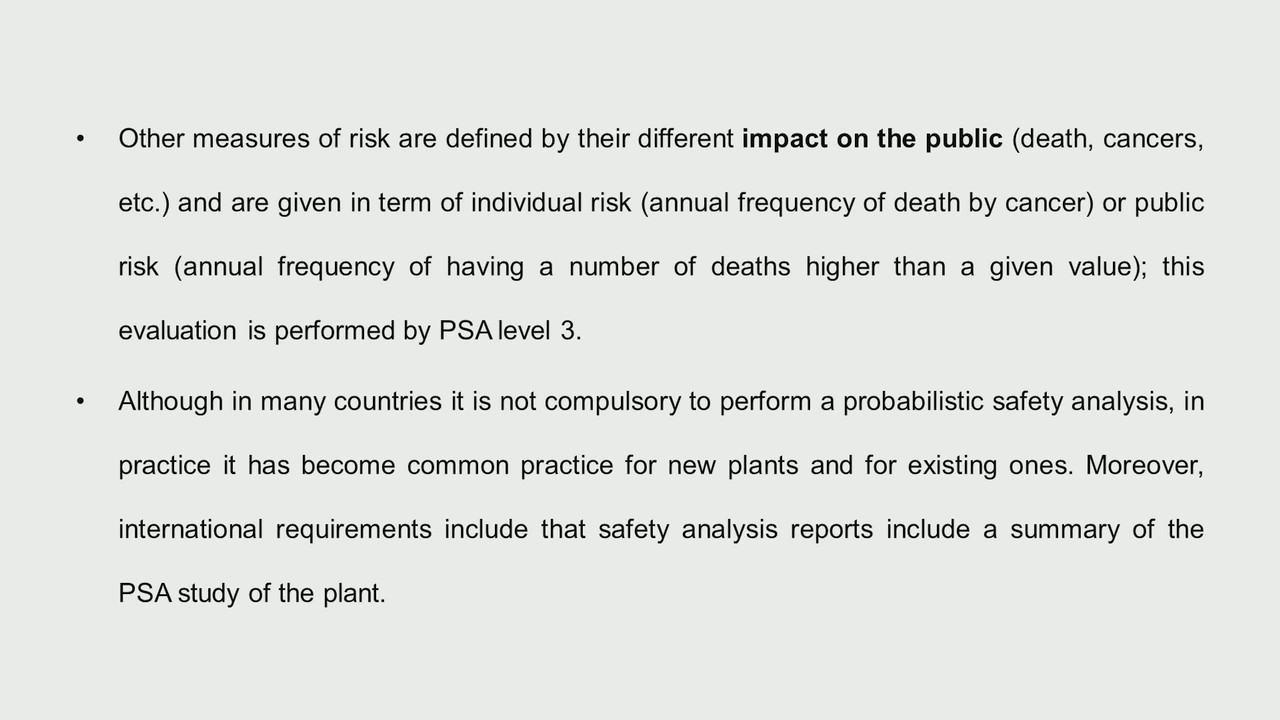 • Other measures of risk are defined by their different impact on the public (death, cancers,
etc.) and are given in term of individual risk (annual frequency of death by cancer) or public
risk (annual frequency of having a number of deaths higher than a given value); this
evaluation is performed by PSA level 3.
• Although in many countries it is not compulsory to perform a probabilistic safety analysis, in
practice it has become common practice for new plants and for existing ones. Moreover,
international requirements include that safety analysis reports include a summary of the
PSA study of the plant.